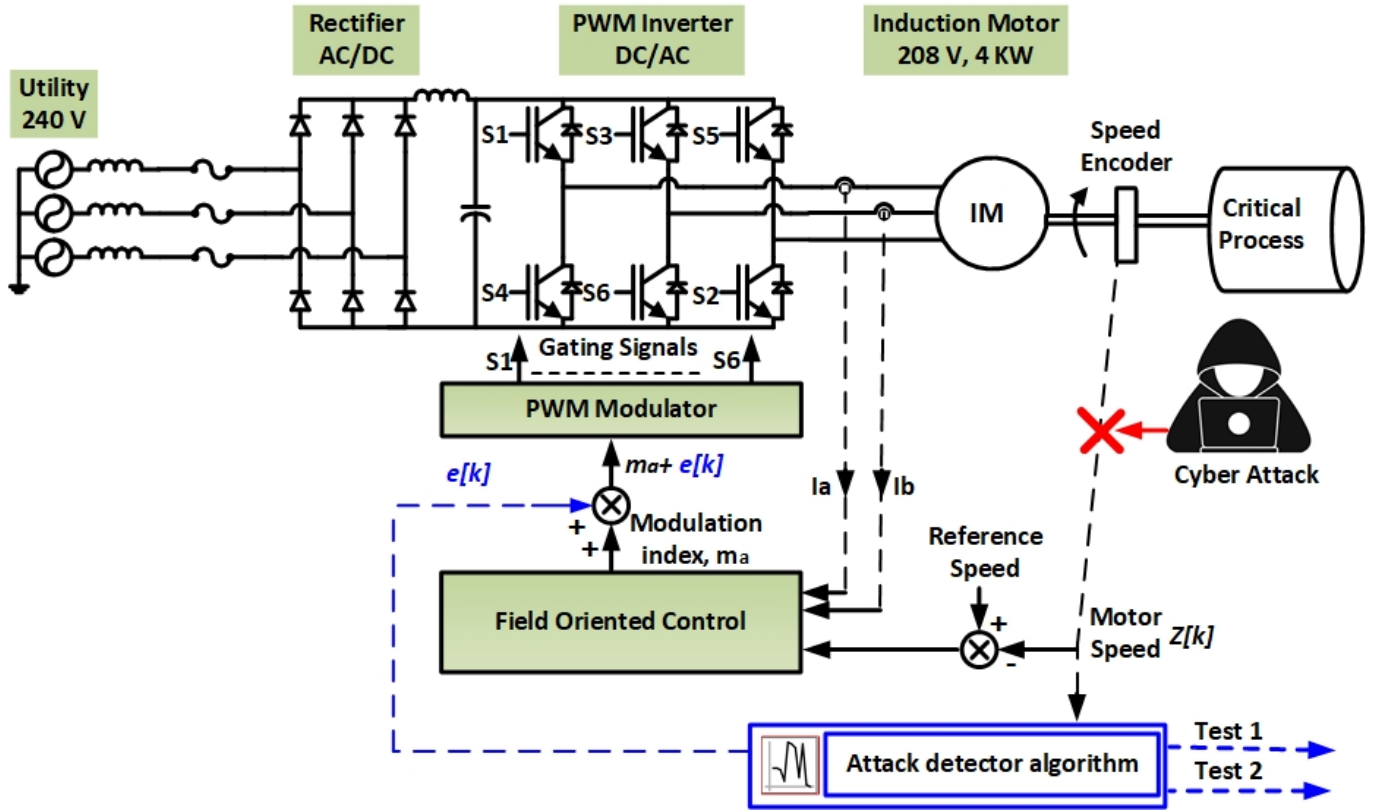 Rectifier
AC/DC
PWM Inverter
DC/AC
Induction Motor
208 V, 4 KW
Utility
240 V
S1
S3
S5
Speed
Encoder
IM
Critical
Process
S4
S6
S2
S1
Gating Signals
S6
PWM Modulator
Cyber Attack
e[k]
ma+ e[k]
Ia
Ib
+
+
Modulation
index, ma
Reference
Speed
+
-
Field Oriented Control
Motor
Speed Z[k]
Attack detector algorithm
Test 1
Test 2